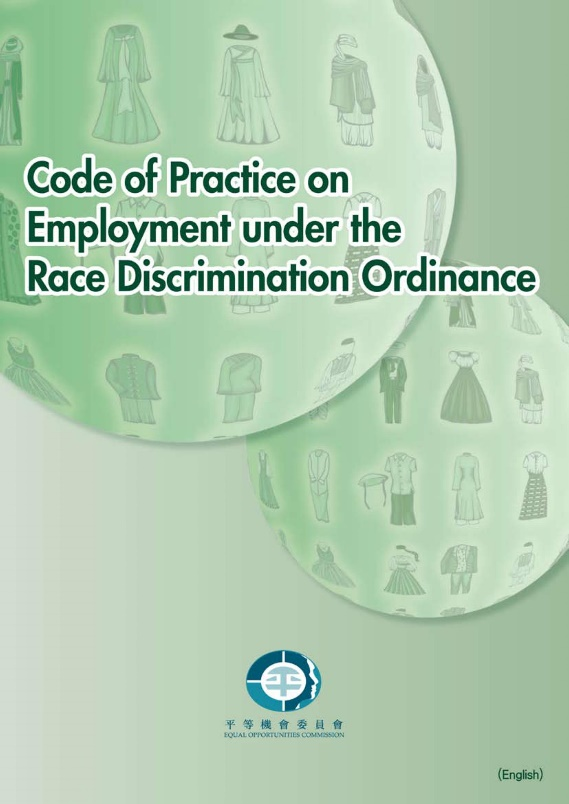 Code of Practice on
Employment under the
Race Discrimination Ordinance
平等機會委員會
EQUAL OPPORTUNITIES COMMISSION
(English)